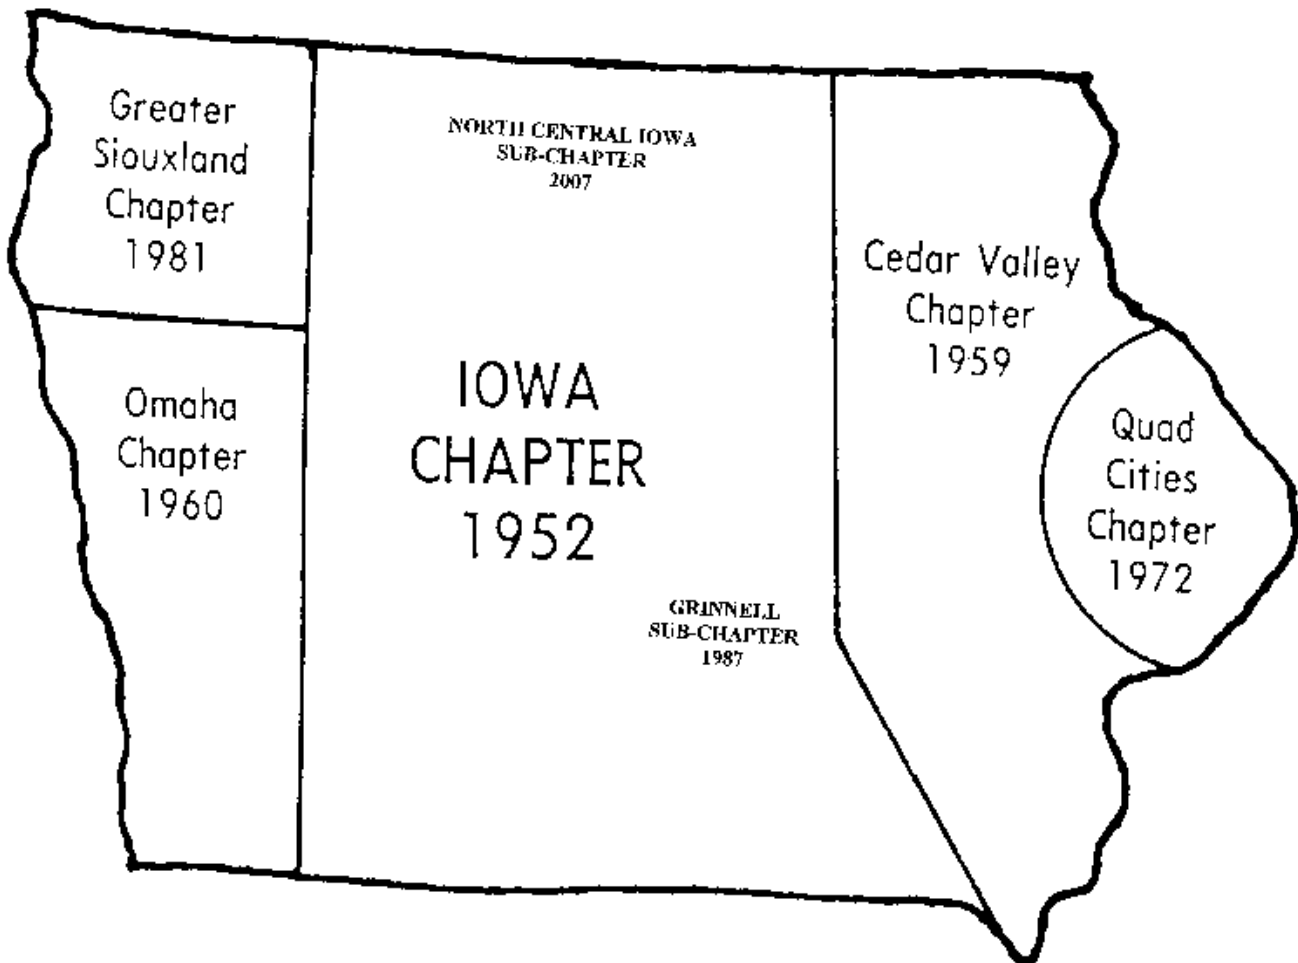 Greater
Siouxland
Chapter
1981
NORTH CENTRAL IOWA
SUB-CHAPTER
2007
Cedar Valley
Chapter
1959
IOWA
CHAPTER
1952
Omaha
Chapter
1960
Quad
Cities
Chapter
1972
GRINNELL
SUB-CHAPTER
1987